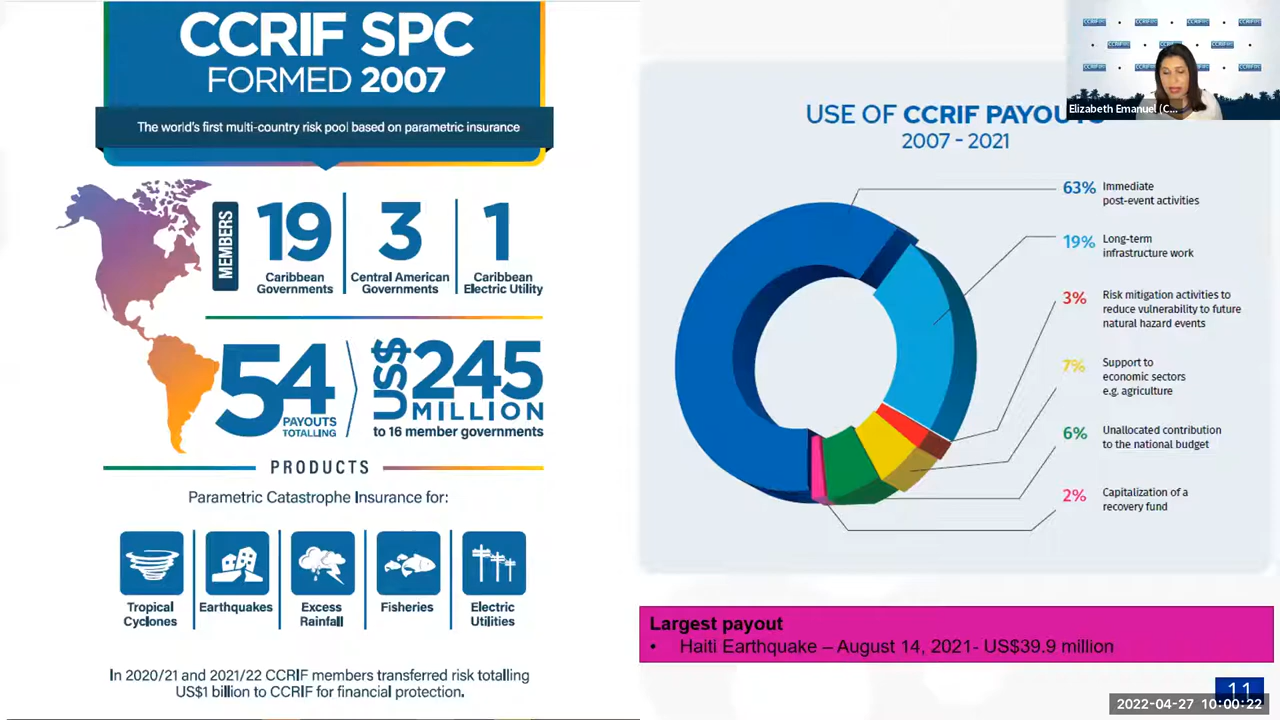 CCRIF SPC
FORMED 2007
The world's first multi-country risk pool based on parametric insurance
MEMBERS
19
Caribbean
Governments
3
Central American
Governments
1
Caribbean
Electric Utility
54
PAYOUTS
TOTALLING
US$245
MILLION
to 16 member governments
PRODUCTS
Parametric Catastrophe Insurance for:
Tropical
Cyclones
Earthquakes
Excess
Rainfall
Fisheries
Electric
Utilities
In 2020/21 and 2021/22 CCRIF members transferred risk totalling
US$1 billion to CCRIF for financial protection.
Elizabeth Emanuel (C...
USE OF CCRIF PAYOUTS
2007 - 2021
63% Immediate
post-event activities
19% Long-term
infrastructure work
3% Risk mitigation activities to
reduce vulnerability to future
natural hazard events
7% Support to
economic sectors
e.g. agriculture
6% Unallocated contribution
to the national budget
2% Capitalization of a
recovery fund
Largest payout
• Haiti Earthquake – August 14, 2021- US$39.9 million
11
2022-04-27 10:00:22